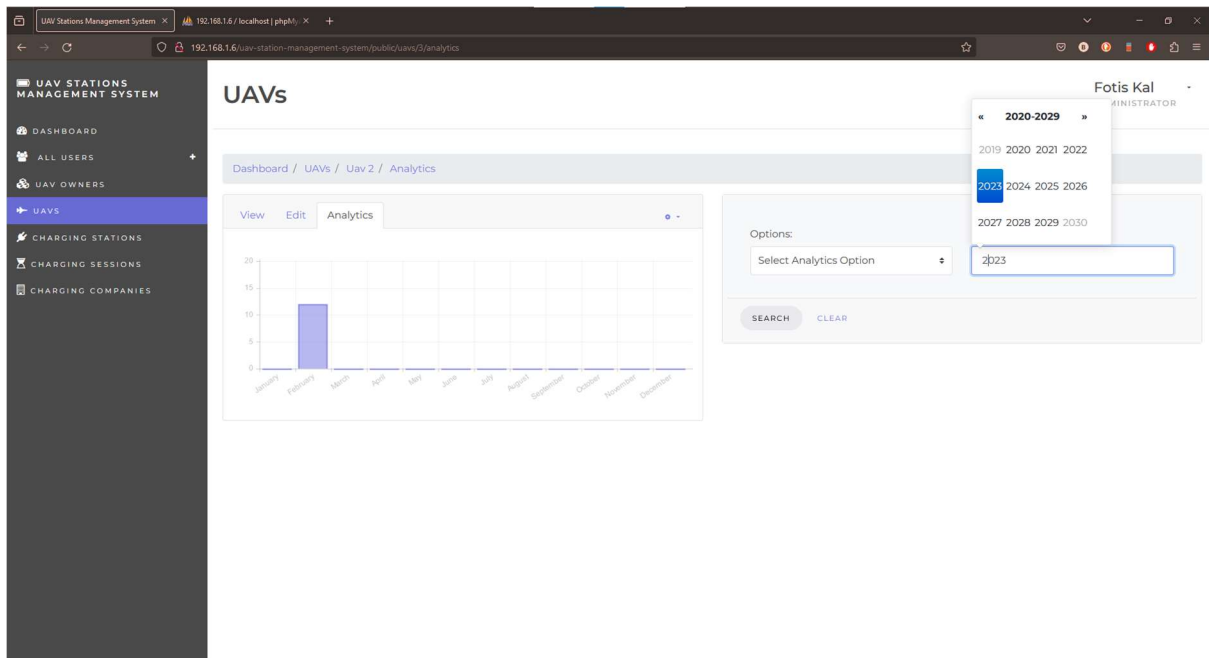 UAV Stations Management System
192.168.1.6 / localhost | phpMy
192.168.1.6/uav-station-management-system/public/uavs/3/analytics
UAV STATIONS
MANAGEMENT SYSTEM
DASHBOARD
ALL USERS
UAV OWNERS
UAVS
CHARGING STATIONS
CHARGING SESSIONS
CHARGING COMPANIES
UAVs
Fotis Kal
MINISTRATOR
Dashboard / UAVs / Uav 2 / Analytics
View Edit Analytics
20
15
10
5
0
January February March April May June July August September October November December
« 2020-2029 »
2019 2020 2021 2022
2023 2024 2025 2026
2027 2028 2029 2030
Options:
Select Analytics Option
2023
SEARCH CLEAR